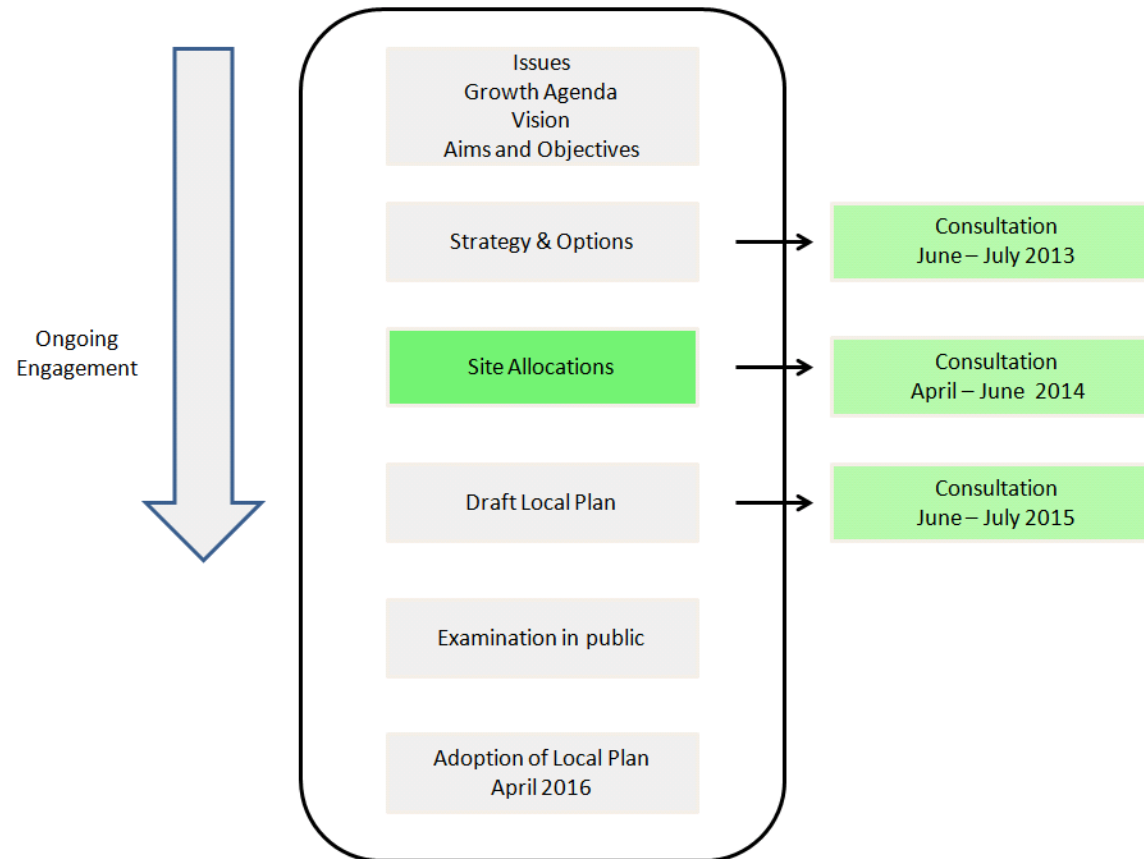 Issues
Growth Agenda
Vision
Aims and Objectives
Strategy & Options
Consultation
June – July 2013
Ongoing
Engagement
Site Allocations
Consultation
April – June 2014
Draft Local Plan
Consultation
June – July 2015
Examination in public
Adoption of Local Plan
April 2016